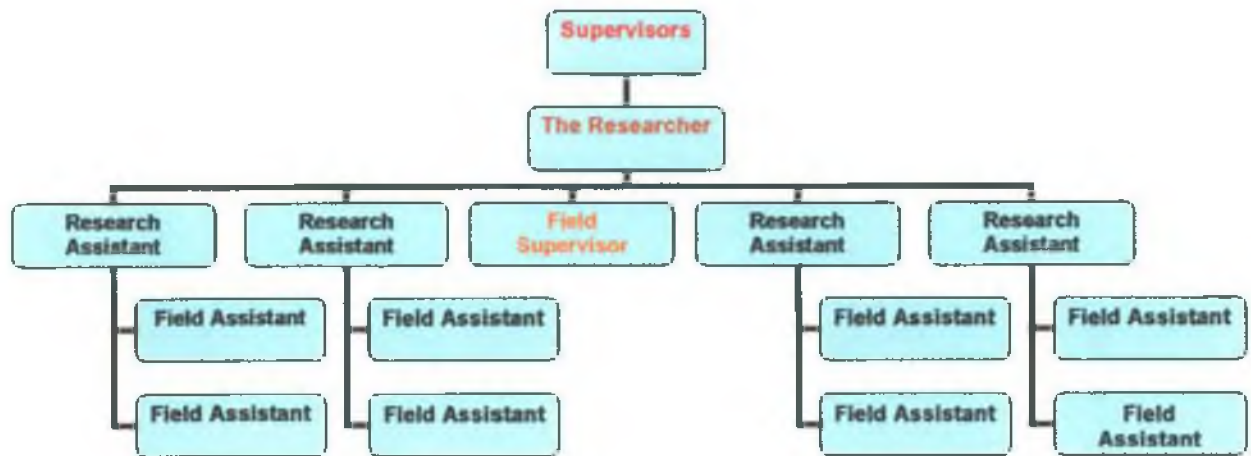 Supervisors
The Researcher
Research
Assistant
Research
Assistant
Field
Supervisor
Research
Assistant
Research
Assistant
Field Assistant
Field Assistant
Field Assistant
Field Assistant
Field Assistant
Field Assistant
Field Assistant
Field
Assistant